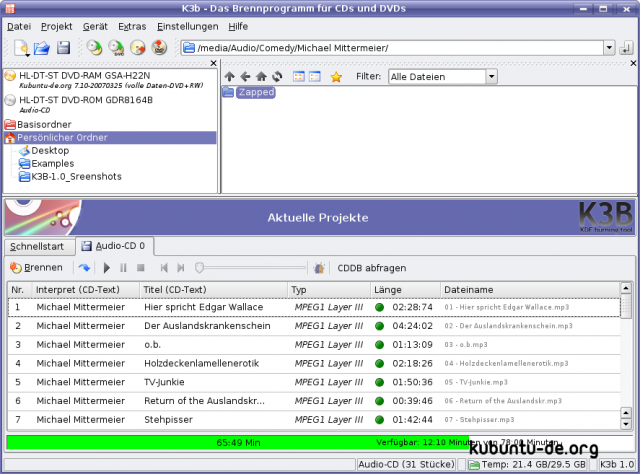 K3b - Das Brennprogramm für CDs und DVDs
Datei Projekt Gerät Extras Einstellungen Hilfe
/media/Audio/Comedy/Michael Mittermeier/
HL-DT-ST DVD-RAM GSA-H22N
Kubuntu-de.org 7.10-20070325 (volle Daten-DVD+RW)
HL-DT-ST DVD-ROM GDR8164B
Audio-CD
Basisordner
Persönlicher Ordner
Desktop
Examples
K3B-1.0_Sreenshots
Filter: Alle Dateien
Zapped
Aktuelle Projekte
K3B
KDE burning tool
Schnellstart Audio-CD 0
Brennen CDDB abfragen
Nr. Interpret (CD-Text) Titel (CD-Text) Typ Länge Dateiname
1 Michael Mittermeier Hier spricht Edgar Wallace MPEG1 Layer III 02:28:74 01 - Hier spricht Edgar Wallace.mp3
2 Michael Mittermeier Der Auslandskrankenschein MPEG1 Layer III 04:24:02 02 - Der Auslandskrankenschein.mp3
3 Michael Mittermeier o.b. MPEG1 Layer III 01:13:09 03 - o.b.mp3
4 Michael Mittermeier Holzdeckenlamellenerotik MPEG1 Layer III 02:18:26 04 - Holzdeckenlamellenerotik.mp3
5 Michael Mittermeier TV-Junkie MPEG1 Layer III 01:50:36 05 - TV-Junkie.mp3
6 Michael Mittermeier Return of the Auslandskr... MPEG1 Layer III 00:39:46 06 - Return of the Auslandskr.mp3
7 Michael Mittermeier Stehpisser MPEG1 Layer III 01:42:44 07 - Stehpisser.mp3
65:49 Min Verfügbar: 12:10 Minuten von 78:00 Minuten
kubuntu-de.org
Audio-CD (31 Stücke) Temp: 21.4 GB/29.5 GB K3b 1.0